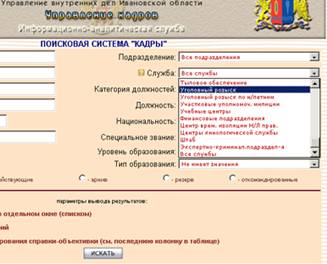 Управление внутренних дел Ивановской области
Управление кадров
Информационно-аналитическая служба
ПОИСКОВАЯ СИСТЕМА "КАДРЫ"
Подразделение: Все подразделения
Служба: Все службы
Тыловое обеспечение
Категория должностей: Уголовный розыск
Уголовный розыск по н/летним
Должность: Участковые уполномоч. милиции
Учебные центры
Национальность: Финансовые подразделения
Центр врем. изоляции М/Л прав.
Специальное звание: Центры кинологической службы
Штаб
Уровень образования: Экспертно-криминал.подраздел-я
Все службы
Тип образования: Не имеет значения
действующие - архив - резерв - откомандированные
параметры вывода результатов:
отдельном окне (списком)
рования справки-объективки (см. последнюю колонку в таблице)
ИСКАТЬ